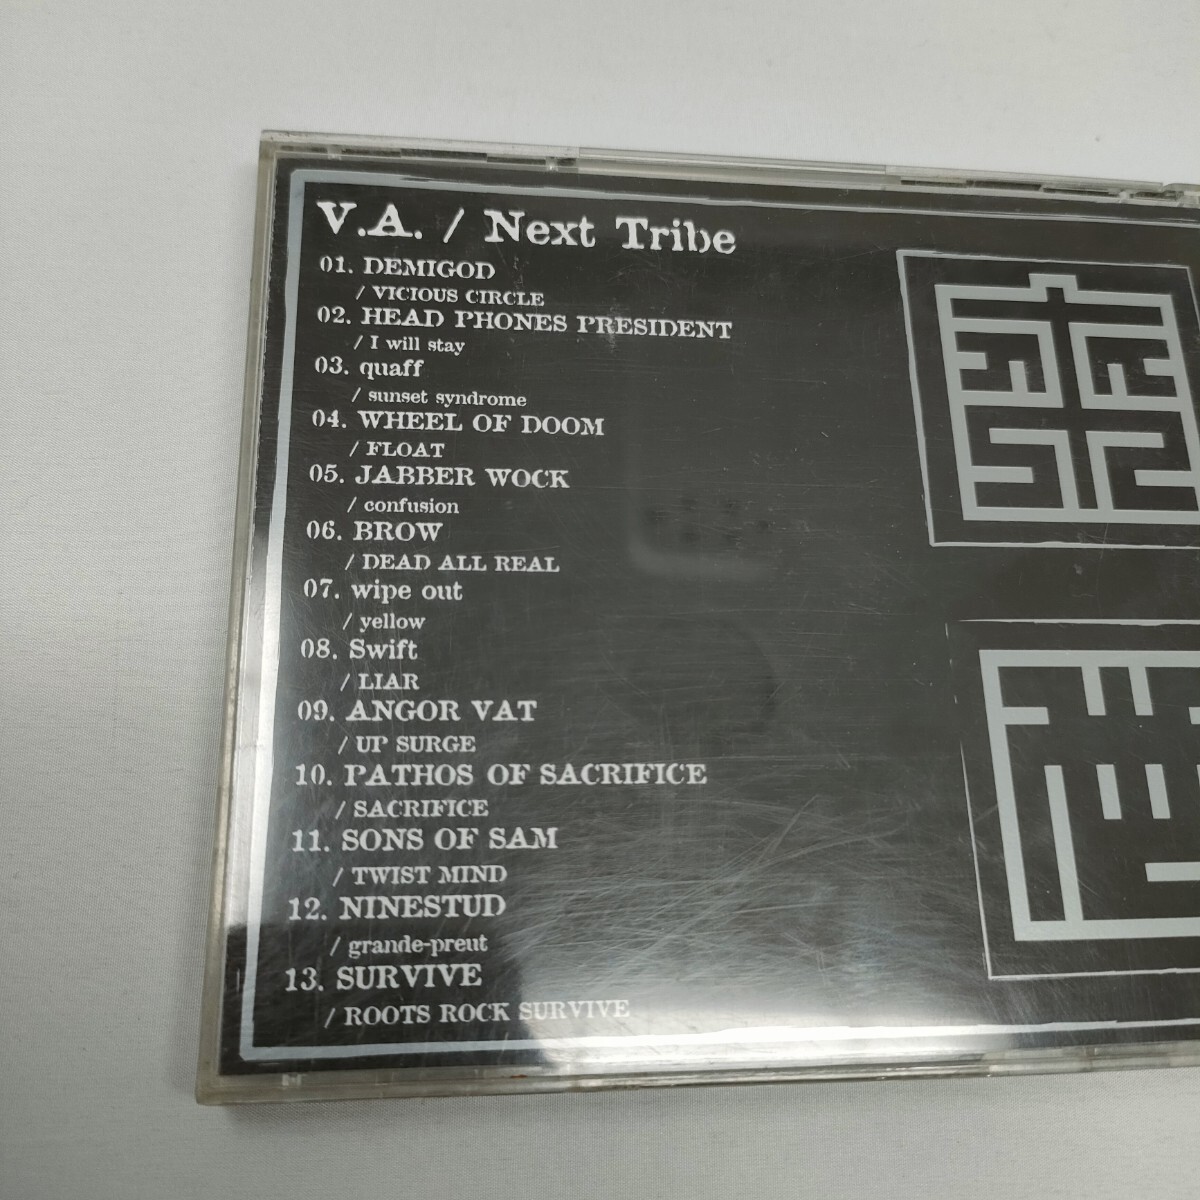 V.A. / Next Tribe
01. DEMIGOD
/ VICIOUS CIRCLE
02. HEAD PHONES PRESIDENT
/ I will stay
03. quaff
/ sunset syndrome
04. WHEEL OF DOOM
/ FLOAT
05. JABBER WOCK
/ confusion
06. BROW
/ DEAD ALL REAL
07. wipe out
/ yellow
08. Swift
/ LIAR
09. ANGOR VAT
/ UP SURGE
10. PATHOS OF SACRIFICE
/ SACRIFICE
11. SONS OF SAM
/ TWIST MIND
12. NINESTUD
/ grande-preut
13. SURVIVE
/ ROOTS ROCK SURVIVE